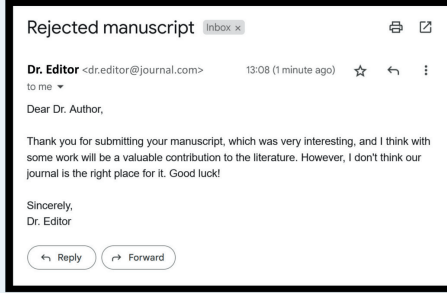 Rejected manuscript Inbox ×
Dr. Editor <dr.editor@journal.com> 13:08 (1 minute ago)
to me
Dear Dr. Author,
Thank you for submitting your manuscript, which was very interesting, and I think with
some work will be a valuable contribution to the literature. However, I don't think our
journal is the right place for it. Good luck!
Sincerely,
Dr. Editor
Reply Forward